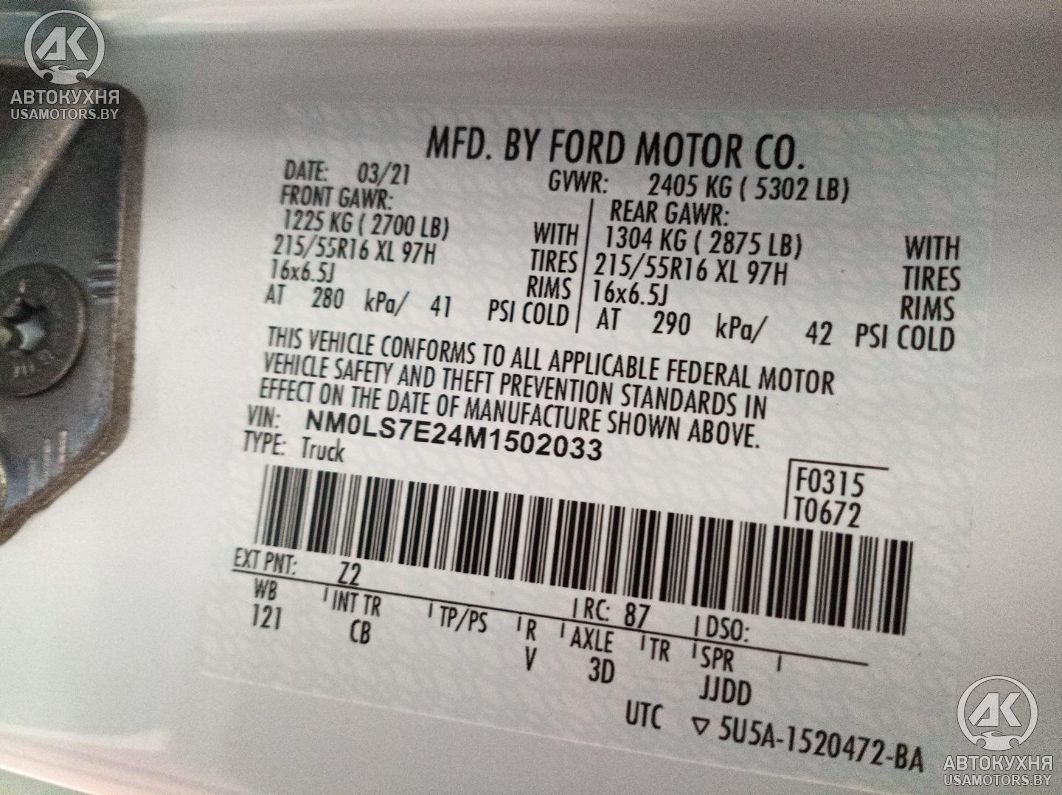 AK
АВТОКУХНЯ
USAMOTORS.BY
MFD. BY FORD MOTOR CO.
DATE: 03/21 GVWR: 2405 KG ( 5302 LB)
FRONT GAWR: REAR GAWR:
1225 KG ( 2700 LB) WITH 1304 KG ( 2875 LB) WITH
215/55R16 XL 97H TIRES 215/55R16 XL 97H TIRES
16x6.5J RIMS 16x6.5J RIMS
AT 280 kPa/ 41 PSI COLD AT 290 kPa/ 42 PSI COLD
THIS VEHICLE CONFORMS TO ALL APPLICABLE FEDERAL MOTOR
VEHICLE SAFETY AND THEFT PREVENTION STANDARDS IN
EFFECT ON THE DATE OF MANUFACTURE SHOWN ABOVE.
VIN: NM0LS7E24M1502033
TYPE: Truck
F0315
T0672
EXT PNT: Z2 RC: 87 DSO:
WB INT TR TP/PS R AXLE TR SPR
121 CB V 3D JJDD
UTC ▽ 5U5A-1520472-BA
AK
АВТОКУХНЯ
USAMOTORS.BY